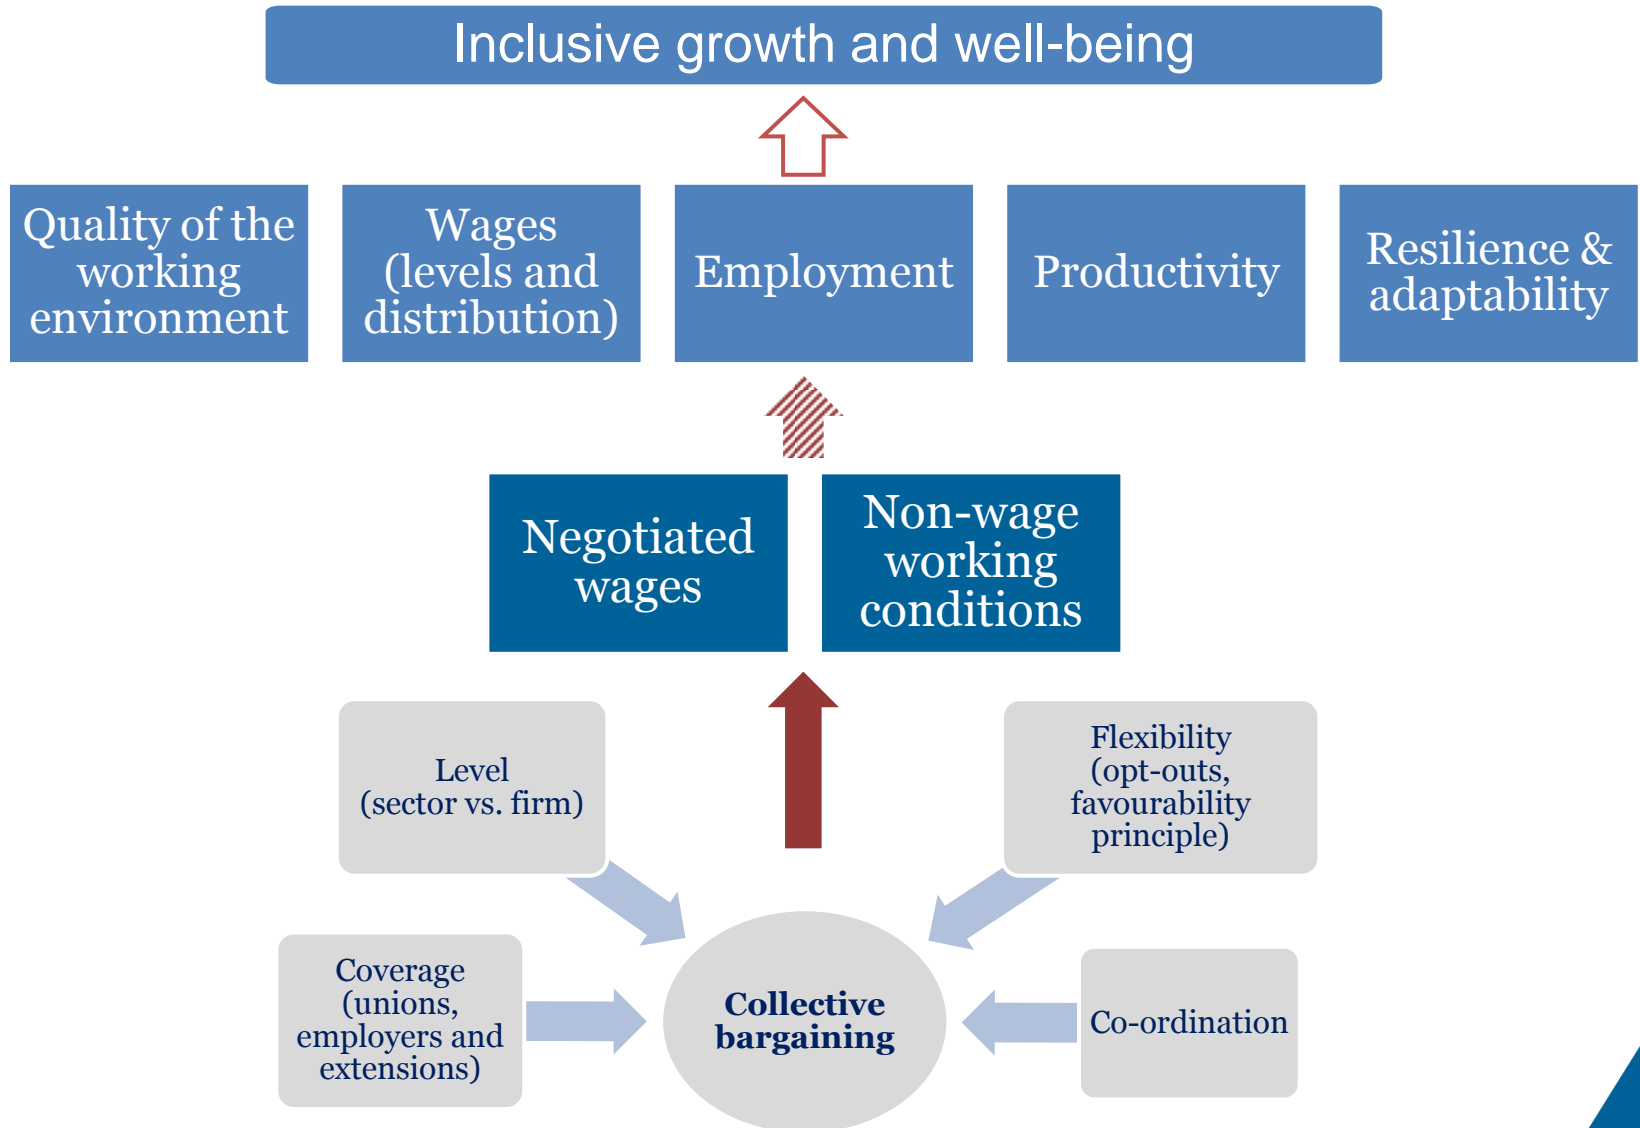 Inclusive growth and well-being
Quality of the
working
environment
Wages
(levels and
distribution)
Employment
Productivity
Resilience &
adaptability
Negotiated
wages
Non-wage
working
conditions
Level
(sector vs. firm)
Flexibility
(opt-outs,
favourability
principle)
Coverage
(unions,
employers and
extensions)
Collective
bargaining
Co-ordination